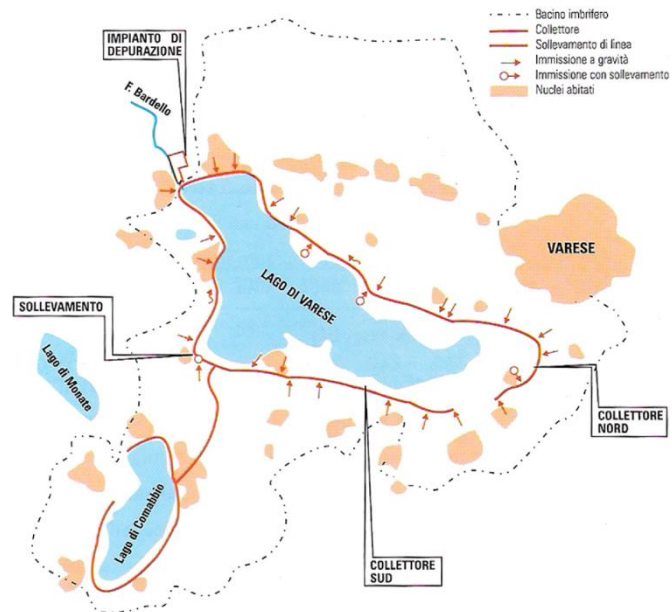 Bacino imbrifero
Collettore
Sollevamento di linea
Immissione a gravità
Immissione con sollevamento
Nuclei abitati
IMPIANTO DI
DEPURAZIONE
F. Bardello
VARESE
LAGO DI VARESE
SOLLEVAMENTO
Lago di Monate
COLLETTORE
NORD
Lago di Comabbio
COLLETTORE
SUD